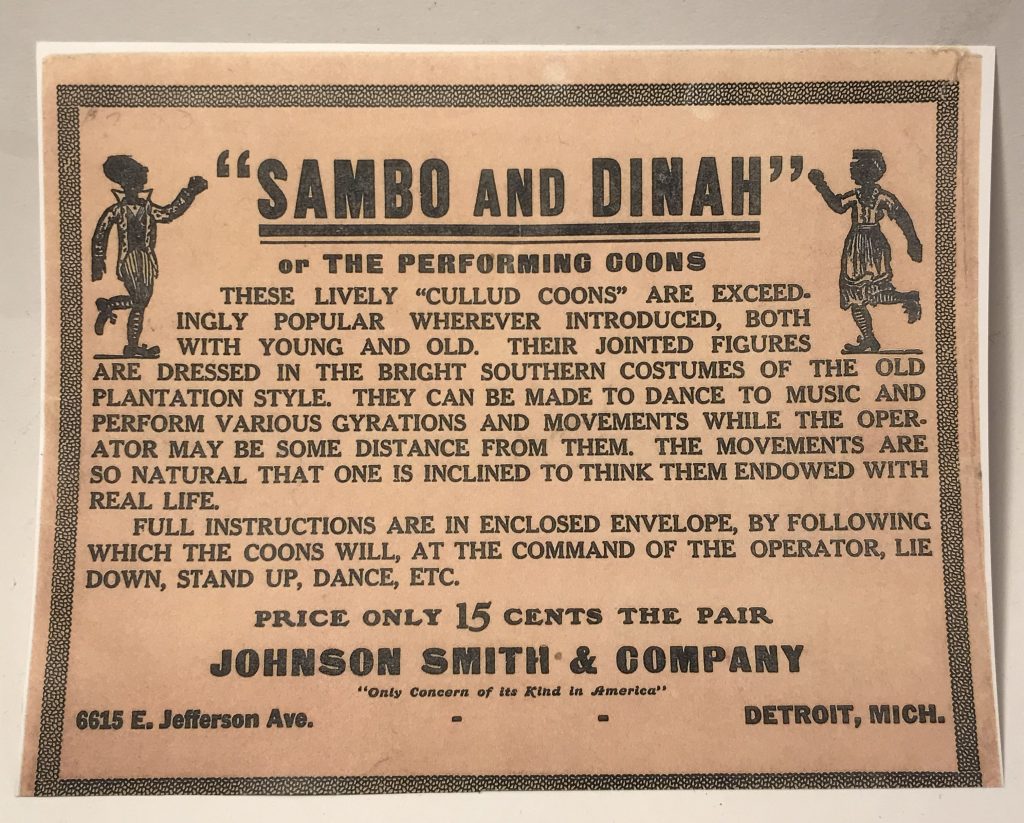 "SAMBO AND DINAH"
or THE PERFORMING COONS
THESE LIVELY "CULLUD COONS" ARE EXCEED-
INGLY POPULAR WHEREVER INTRODUCED, BOTH
WITH YOUNG AND OLD. THEIR JOINTED FIGURES
ARE DRESSED IN THE BRIGHT SOUTHERN COSTUMES OF THE OLD
PLANTATION STYLE. THEY CAN BE MADE TO DANCE TO MUSIC AND
PERFORM VARIOUS GYRATIONS AND MOVEMENTS WHILE THE OPER-
ATOR MAY BE SOME DISTANCE FROM THEM. THE MOVEMENTS ARE
SO NATURAL THAT ONE IS INCLINED TO THINK THEM ENDOWED WITH
REAL LIFE.
FULL INSTRUCTIONS ARE IN ENCLOSED ENVELOPE, BY FOLLOWING
WHICH THE COONS WILL, AT THE COMMAND OF THE OPERATOR, LIE
DOWN, STAND UP, DANCE, ETC.
PRICE ONLY 15 CENTS THE PAIR
JOHNSON SMITH & COMPANY
"Only Concern of its Kind in America"
6615 E. Jefferson Ave. - - DETROIT, MICH.